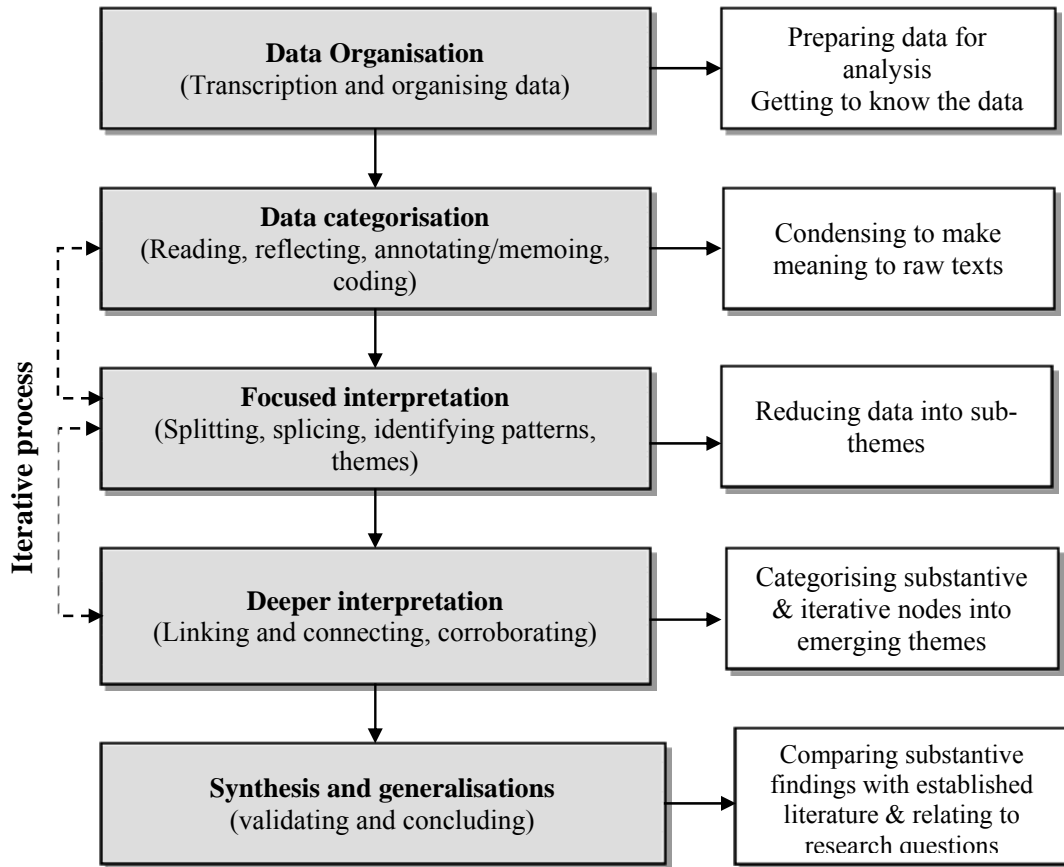 Data Organisation
(Transcription and organising data)
Preparing data for
analysis
Getting to know the data
Data categorisation
(Reading, reflecting, annotating/memoing,
coding)
Condensing to make
meaning to raw texts
Iterative process
Focused interpretation
(Splitting, splicing, identifying patterns,
themes)
Reducing data into sub-
themes
Deeper interpretation
(Linking and connecting, corroborating)
Categorising substantive
& iterative nodes into
emerging themes
Synthesis and generalisations
(validating and concluding)
Comparing substantive
findings with established
literature & relating to
research questions